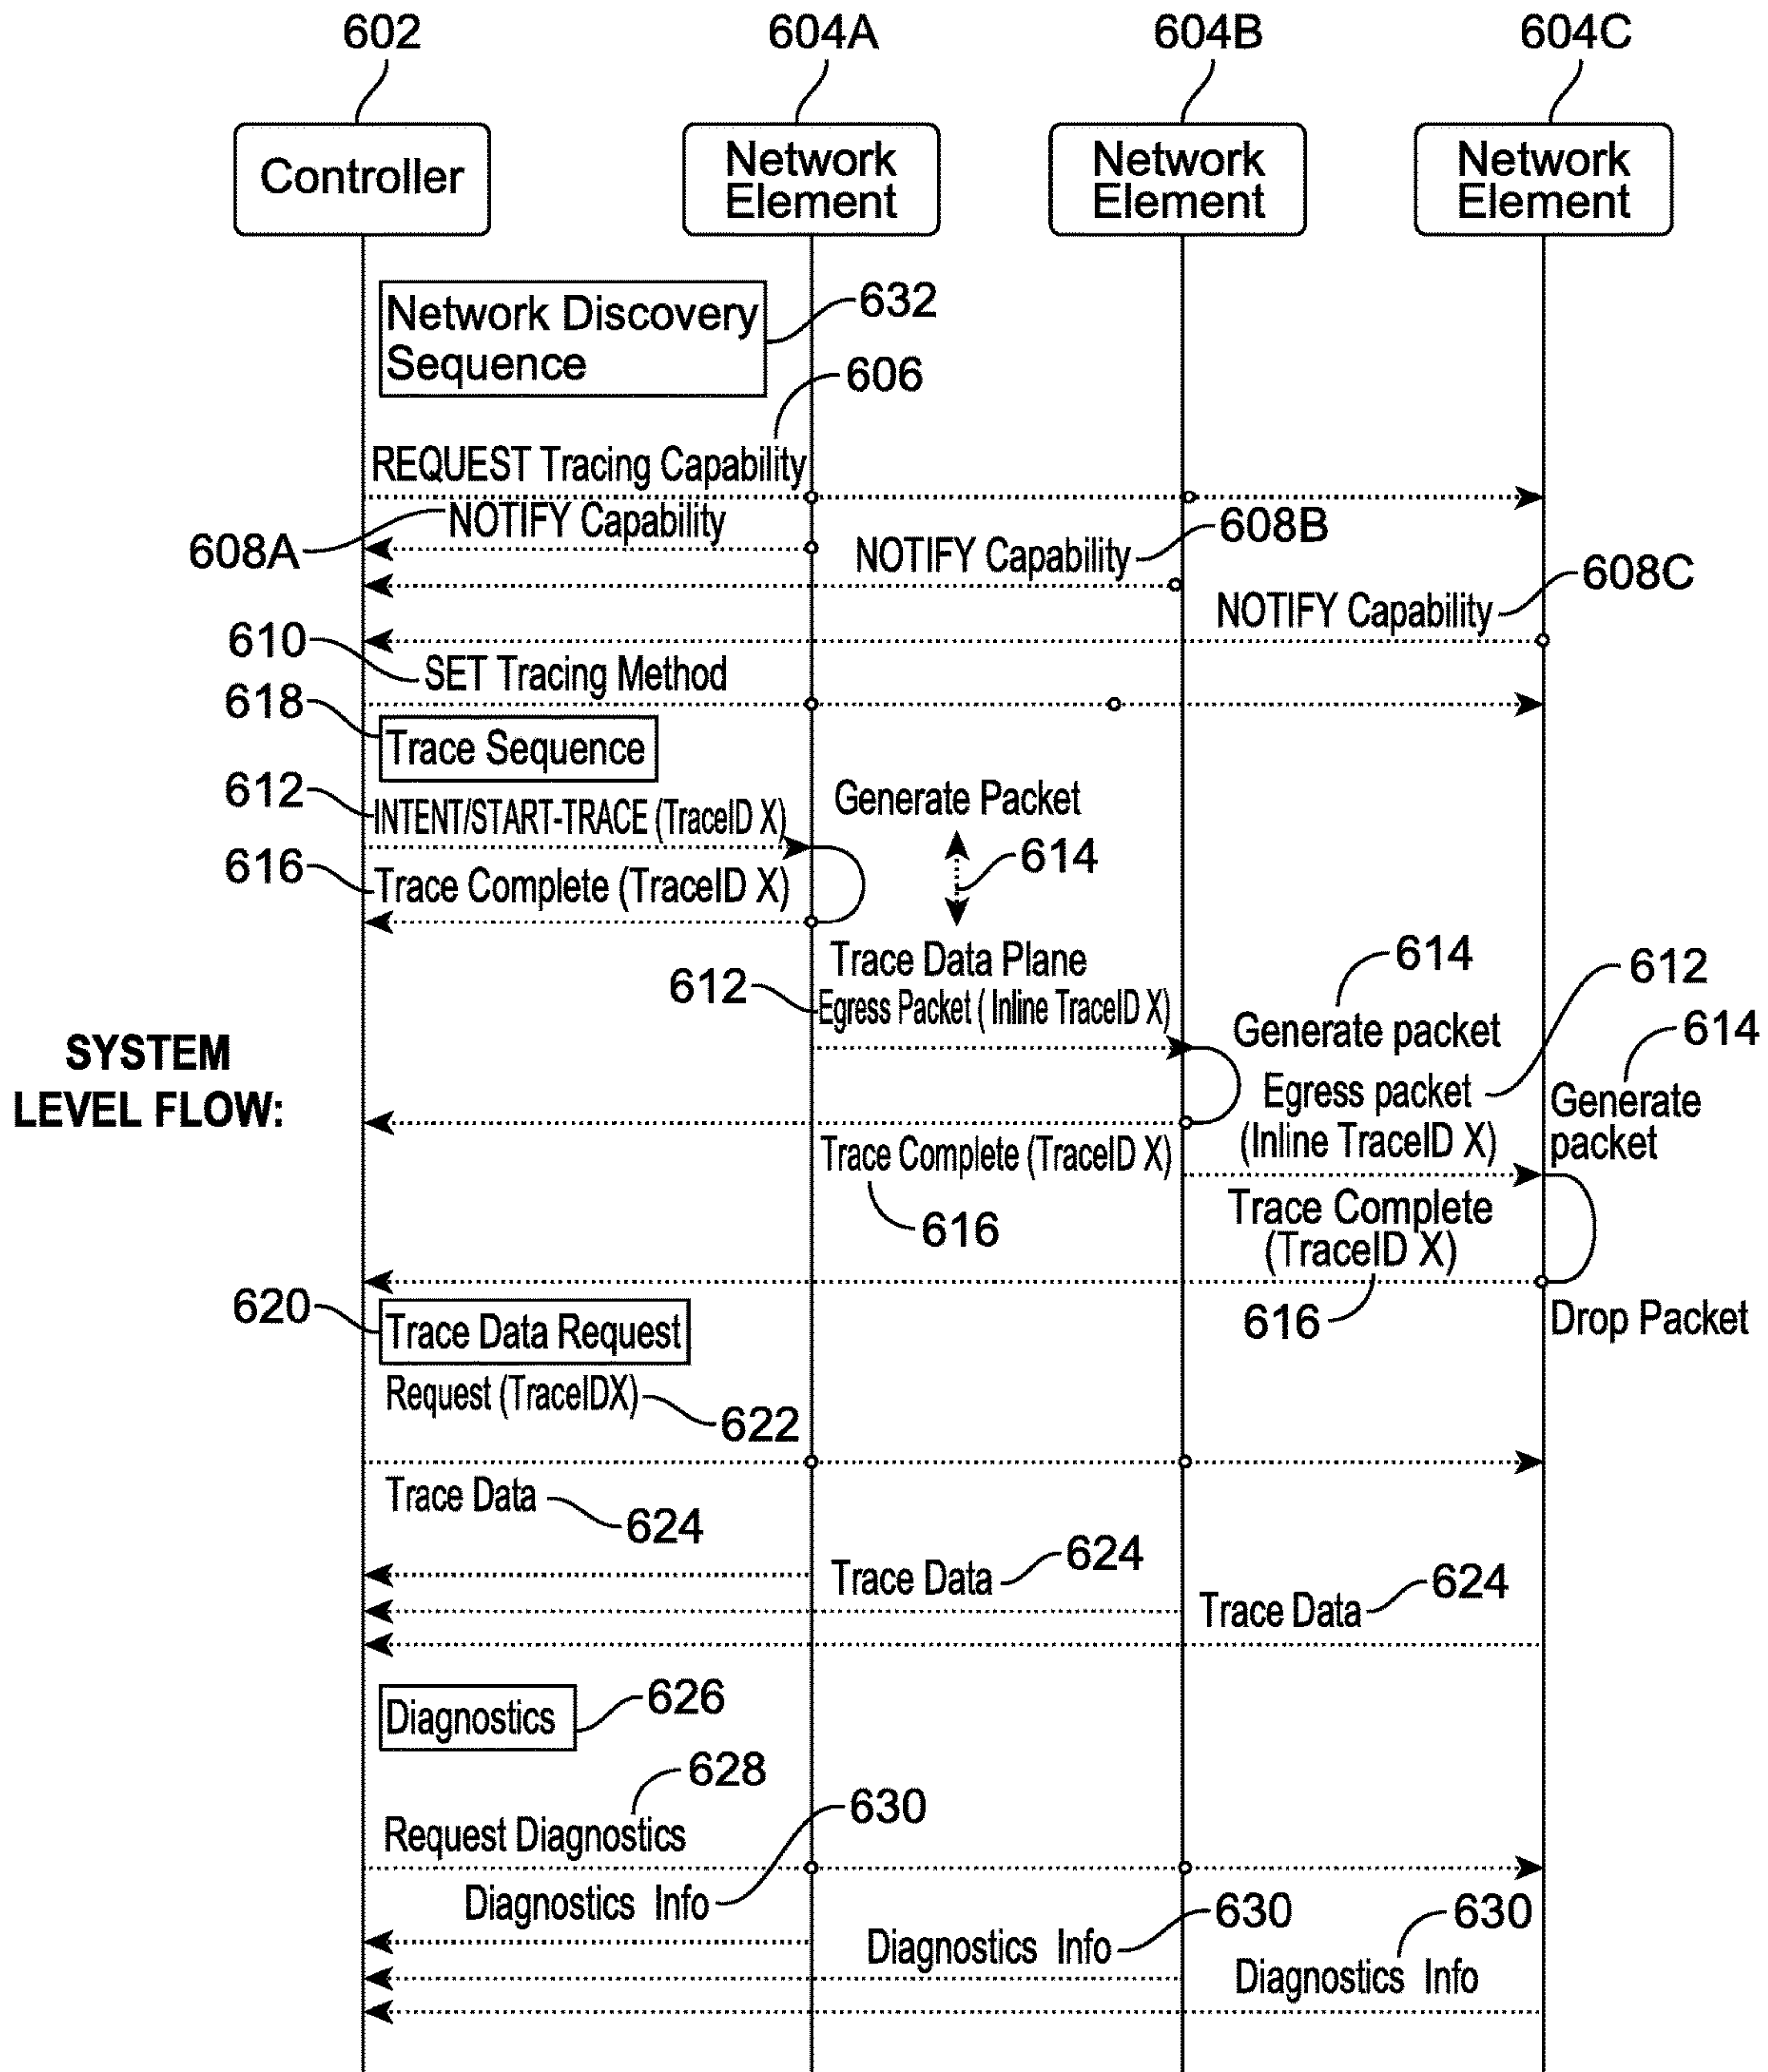 602
604A
604B
604C
Controller
Network
Element
Network
Element
Network
Element
Network Discovery
Sequence
632
606
REQUEST Tracing Capability
608A
NOTIFY Capability
NOTIFY Capability
608B
NOTIFY Capability
608C
610
SET Tracing Method
618
Trace Sequence
612
INTENT/START-TRACE (TraceID X)
Generate Packet
614
616
Trace Complete (TraceID X)
Trace Data Plane
612
Egress Packet ( Inline TraceID X)
614
Generate packet
612
Egress packet
(Inline TraceID X)
614
Generate
packet
SYSTEM
LEVEL FLOW:
Trace Complete (TraceID X)
616
Trace Complete
(TraceID X)
616
Drop Packet
620
Trace Data Request
Request (TraceIDX)
622
Trace Data
624
Trace Data
624
Trace Data
624
Diagnostics
626
628
Request Diagnostics
630
Diagnostics Info
Diagnostics Info
630
630
Diagnostics Info